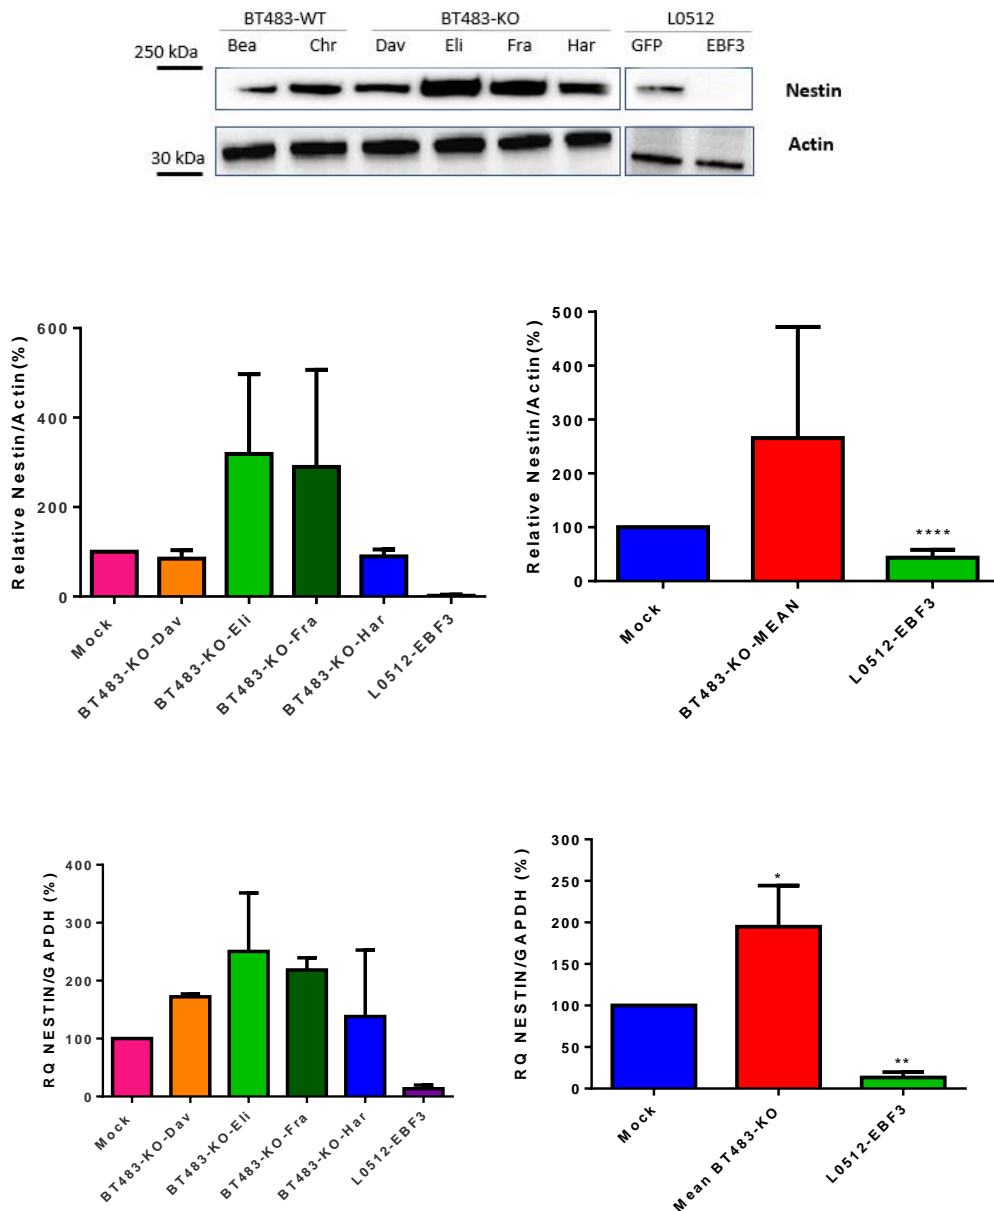 BT483-WT BT483-KO L0512
Bea Chr Dav Eli Fra Har GFP EBF3
250 kDa
Nestin
Actin
30 kDa
Relative Nestin/Actin(%)
600
400
200
0
Mock
BT483-KO-Dav
BT483-KO-Eli
BT483-KO-Fra
BT483-KO-Har
L0512-EBF3
Relative Nestin/Actin(%)
500
400
300
200
100
0
****
Mock
BT483-KO-MEAN
L0512-EBF3
RQ NESTIN/GAPDH (%)
400
300
200
100
0
Mock
BT483-KO-Dav
BT483-KO-Eli
BT483-KO-Fra
BT483-KO-Har
L0512-EBF3
RQ NESTIN/GAPDH (%)
300
250
200
150
100
50
0
*
**
Mock
Mean BT483-KO
L0512-EBF3